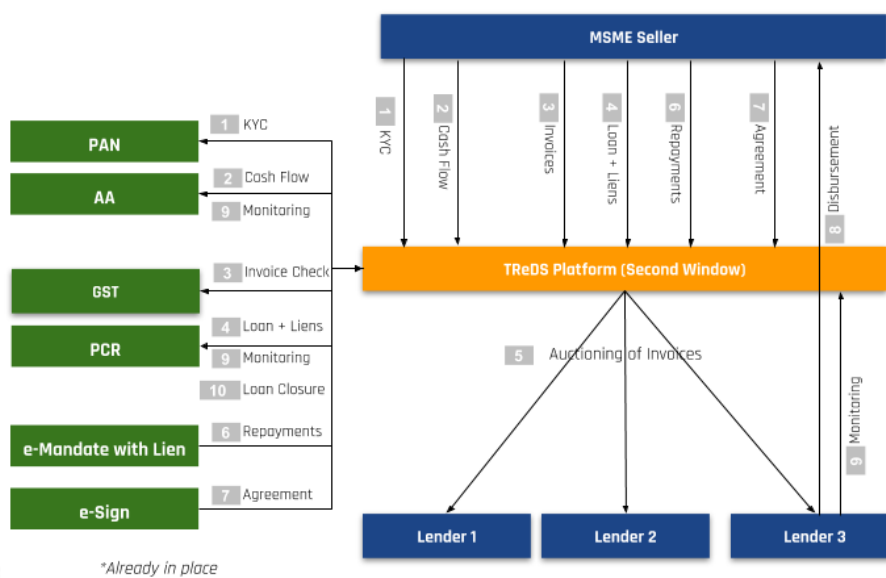 MSME Seller
1 KYC
2 Cash Flow
3 Invoices
4 Loan + Liens
6 Repayments
7 Agreement
Disbursement 8
PAN
1 KYC
AA
2 Cash Flow
9 Monitoring
GST
3 Invoice Check
TReDS Platform (Second Window)
PCR
4 Loan + Liens
9 Monitoring
10 Loan Closure
5 Auctioning of Invoices
e-Mandate with Lien
6 Repayments
Monitoring 9
e-Sign
7 Agreement
Lender 1
Lender 2
Lender 3
*Already in place